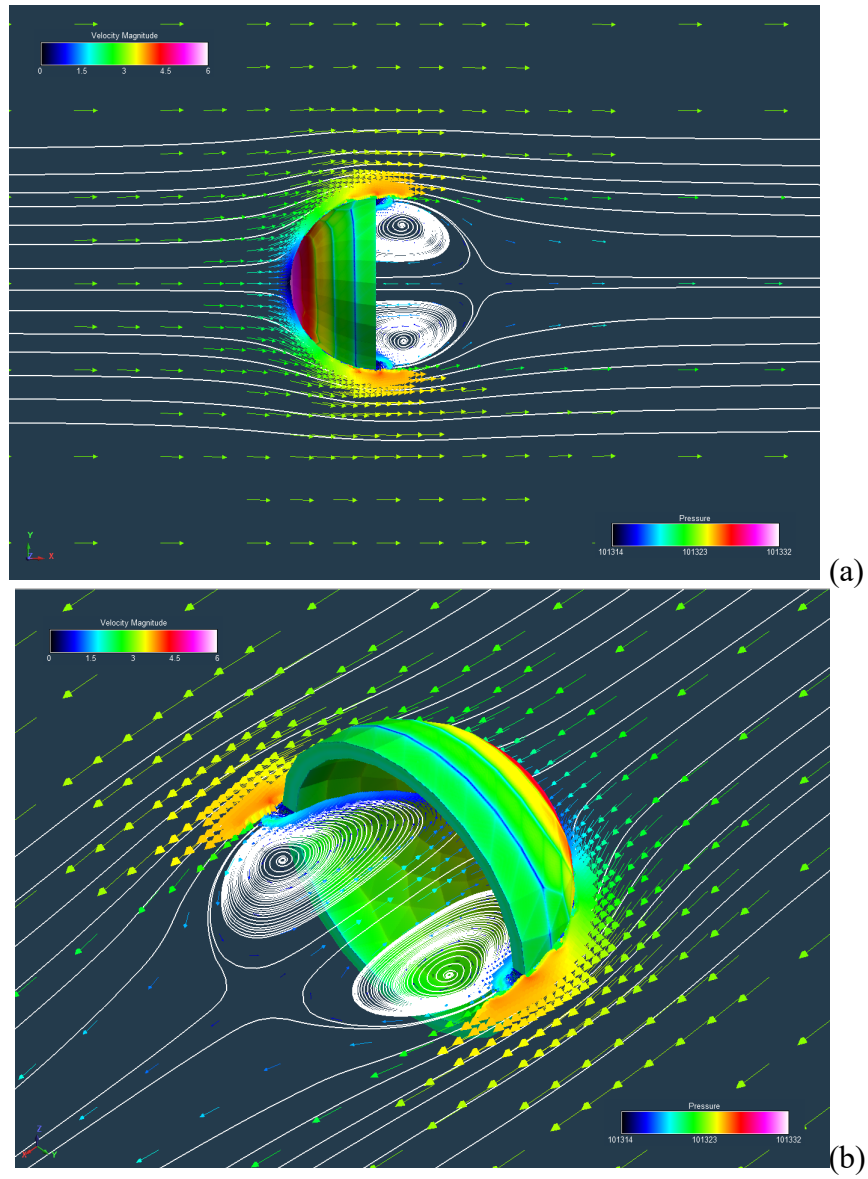 Velocity Magnitude
0 1.5 3 4.5 6
Pressure
101314 101323 101332
Y
Z X
(a)
Velocity Magnitude
0 1.5 3 4.5 6
Pressure
101314 101323 101332
Z
X Y
(b)